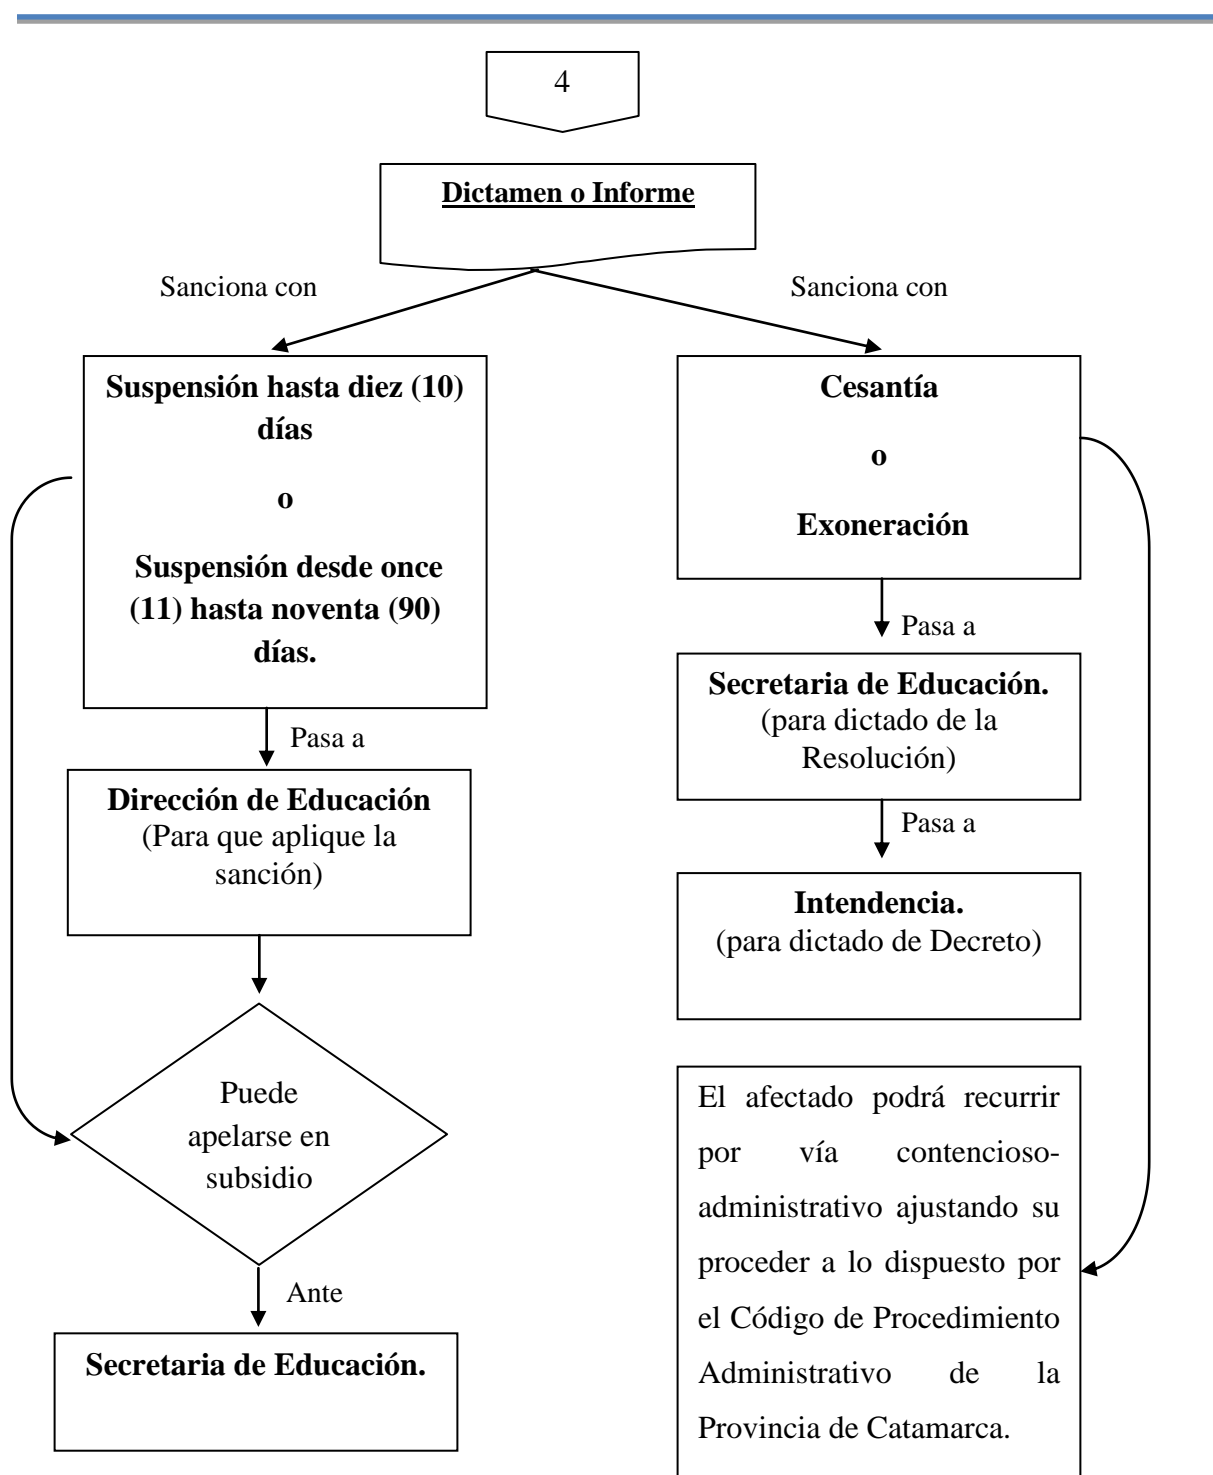 4
Dictamen o Informe
Sanciona con
Suspensión hasta diez (10)
días
o
Suspensión desde once
(11) hasta noventa (90)
días.
Pasa a
Dirección de Educación
(Para que aplique la
sanción)
Puede
apelarse en
subsidio
Ante
Secretaria de Educación.
Sanciona con
Cesantía
o
Exoneración
Pasa a
Secretaria de Educación.
(para dictado de la
Resolución)
Pasa a
Intendencia.
(para dictado de Decreto)
El afectado podrá recurrir
por vía contencioso-
administrativo ajustando su
proceder a lo dispuesto por
el Código de Procedimiento
Administrativo de la
Provincia de Catamarca.